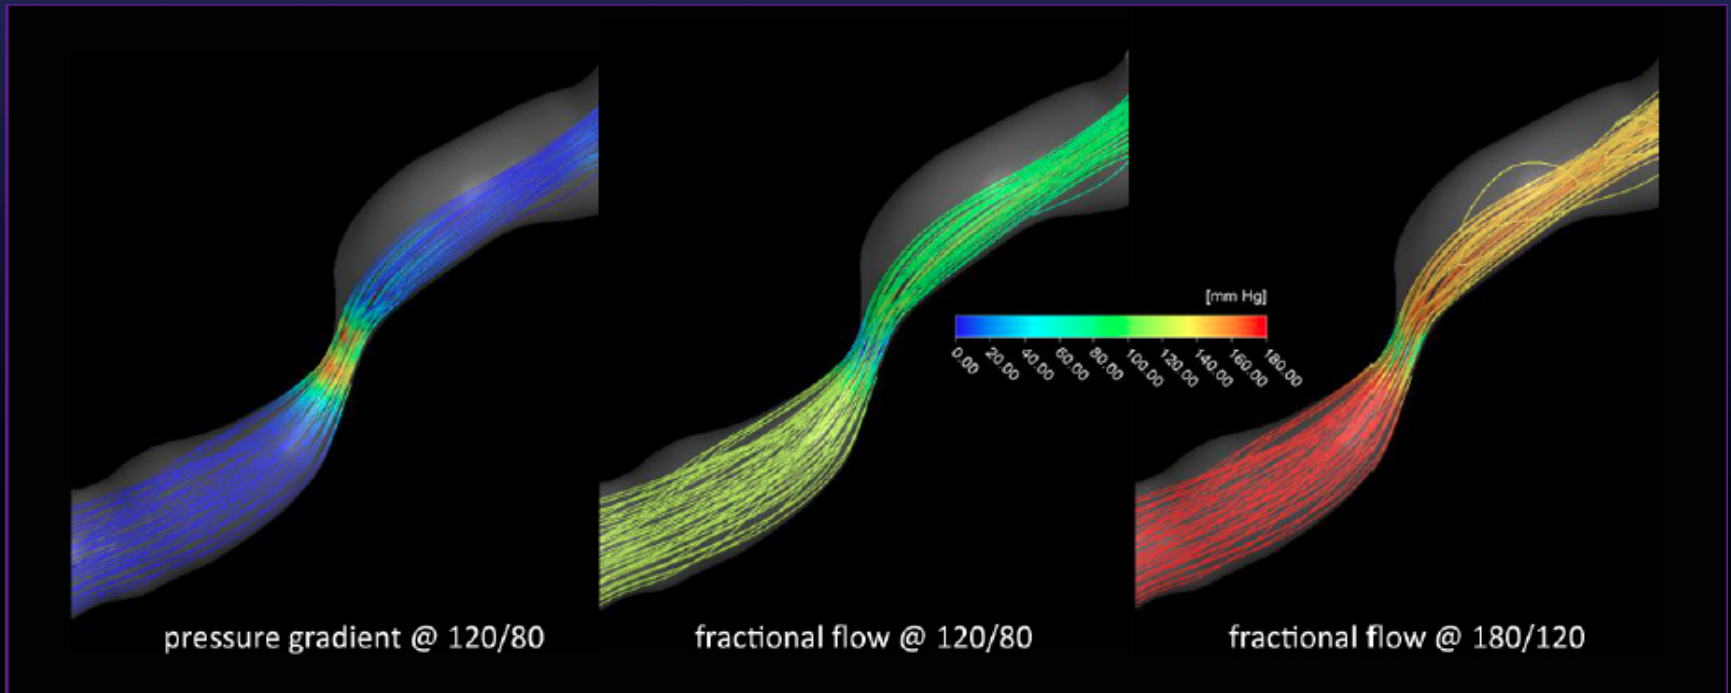 [mm Hg]
0.00 20.00 40.00 60.00 80.00 100.00 120.00 140.00 160.00 180.00
pressure gradient @ 120/80
fractional flow @ 120/80
fractional flow @ 180/120